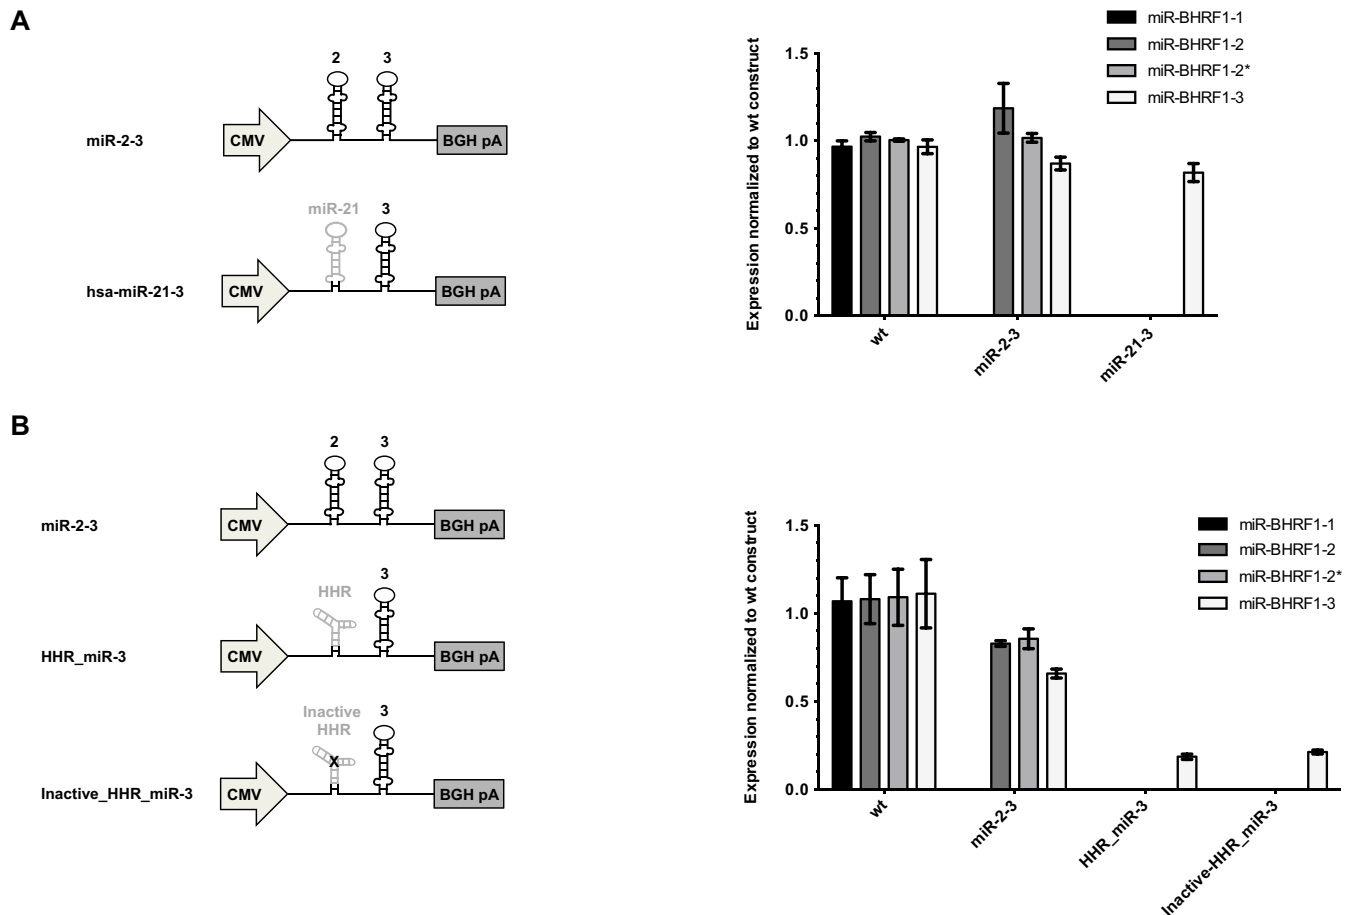 A
2 3
miR-2-3
CMV
BGH pA
miR-21 3
hsa-miR-21-3
CMV
BGH pA
Expression normalized to wt construct
1.5
1.0
0.5
0.0
wt
miR-2-3
miR-21-3
miR-BHRF1-1
miR-BHRF1-2
miR-BHRF1-2*
miR-BHRF1-3
B
2 3
miR-2-3
CMV
BGH pA
HHR 3
HHR_miR-3
CMV
BGH pA
Inactive
HHR
3
X
Inactive_HHR_miR-3
CMV
BGH pA
Expression normalized to wt construct
1.5
1.0
0.5
0.0
wt
miR-2-3
HHR_miR-3
Inactive-HHR_miR-3
miR-BHRF1-1
miR-BHRF1-2
miR-BHRF1-2*
miR-BHRF1-3